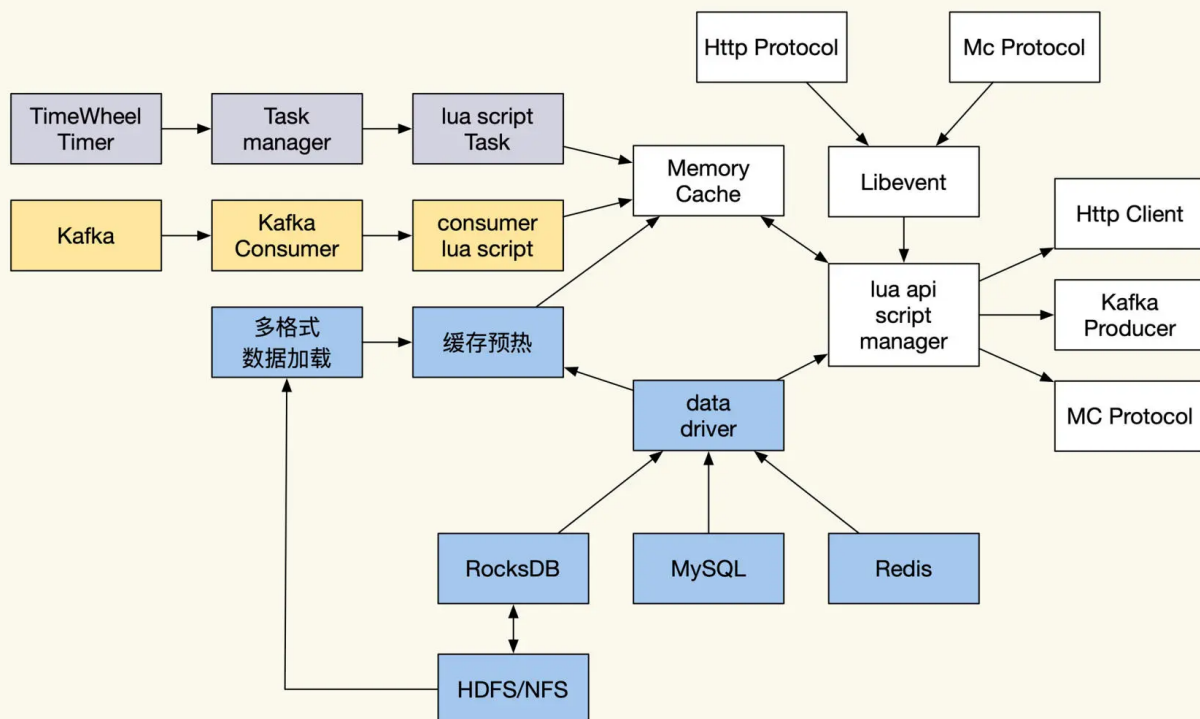 Http Protocol
Mc Protocol
TimeWheel
Timer
Task
manager
lua script
Task
Memory
Cache
Libevent
Kafka
Kafka
Consumer
consumer
lua script
Http Client
多格式
数据加载
缓存预热
lua api
script
manager
Kafka
Producer
data
driver
MC Protocol
RocksDB
MySQL
Redis
HDFS/NFS